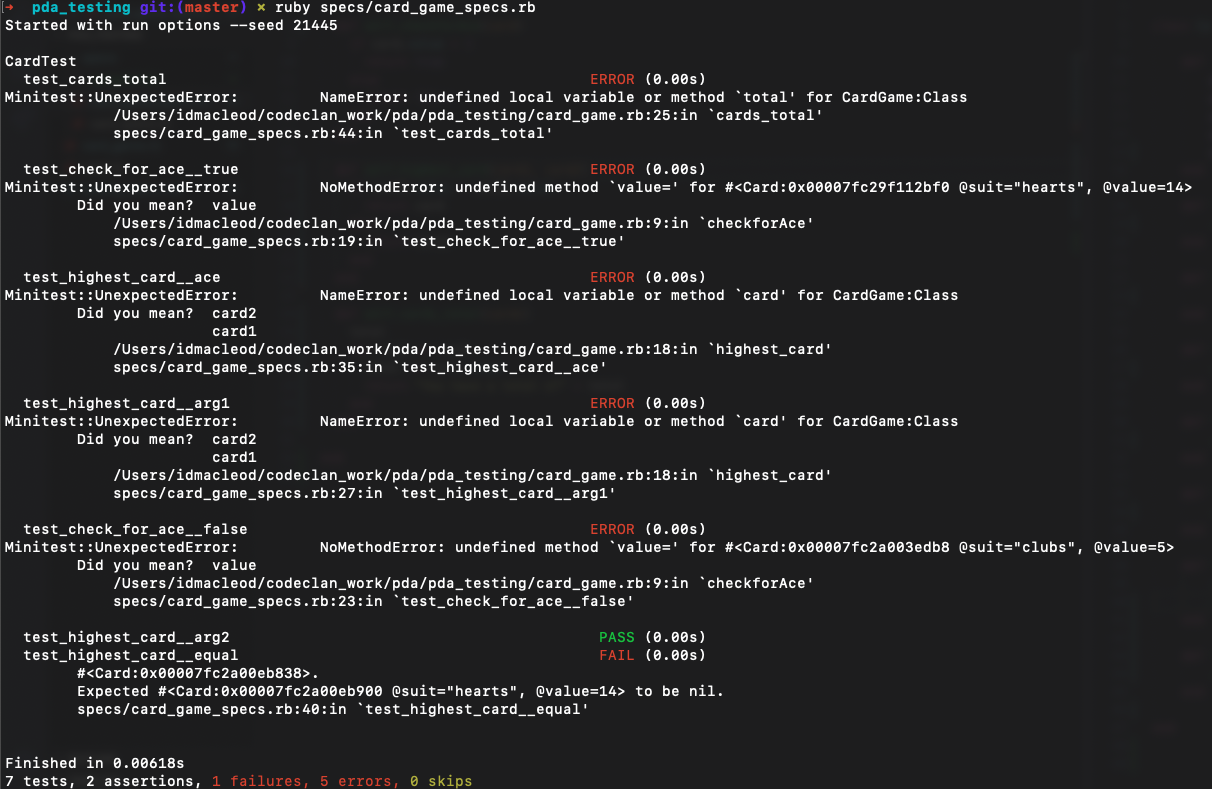 [→ pda_testing git:(master) × ruby specs/card_game_specs.rb
Started with run options --seed 21445
CardTest
test_cards_total ERROR (0.00s)
Minitest::UnexpectedError: NameError: undefined local variable or method `total' for CardGame:Class
/Users/idmacleod/codeclan_work/pda/pda_testing/card_game.rb:25:in `cards_total'
specs/card_game_specs.rb:44:in `test_cards_total'
test_check_for_ace__true ERROR (0.00s)
Minitest::UnexpectedError: NoMethodError: undefined method `value=' for #<Card:0x00007fc29f112bf0 @suit="hearts", @value=14>
Did you mean? value
/Users/idmacleod/codeclan_work/pda/pda_testing/card_game.rb:9:in `checkforAce'
specs/card_game_specs.rb:19:in `test_check_for_ace__true'
test_highest_card__ace ERROR (0.00s)
Minitest::UnexpectedError: NameError: undefined local variable or method `card' for CardGame:Class
Did you mean? card2
card1
/Users/idmacleod/codeclan_work/pda/pda_testing/card_game.rb:18:in `highest_card'
specs/card_game_specs.rb:35:in `test_highest_card__ace'
test_highest_card__arg1 ERROR (0.00s)
Minitest::UnexpectedError: NameError: undefined local variable or method `card' for CardGame:Class
Did you mean? card2
card1
/Users/idmacleod/codeclan_work/pda/pda_testing/card_game.rb:18:in `highest_card'
specs/card_game_specs.rb:27:in `test_highest_card__arg1'
test_check_for_ace__false ERROR (0.00s)
Minitest::UnexpectedError: NoMethodError: undefined method `value=' for #<Card:0x00007fc2a003edb8 @suit="clubs", @value=5>
Did you mean? value
/Users/idmacleod/codeclan_work/pda/pda_testing/card_game.rb:9:in `checkforAce'
specs/card_game_specs.rb:23:in `test_check_for_ace__false'
test_highest_card__arg2 PASS (0.00s)
test_highest_card__equal FAIL (0.00s)
#<Card:0x00007fc2a00eb838>.
Expected #<Card:0x00007fc2a00eb900 @suit="hearts", @value=14> to be nil.
specs/card_game_specs.rb:40:in `test_highest_card__equal'
Finished in 0.00618s
7 tests, 2 assertions, 1 failures, 5 errors, 0 skips